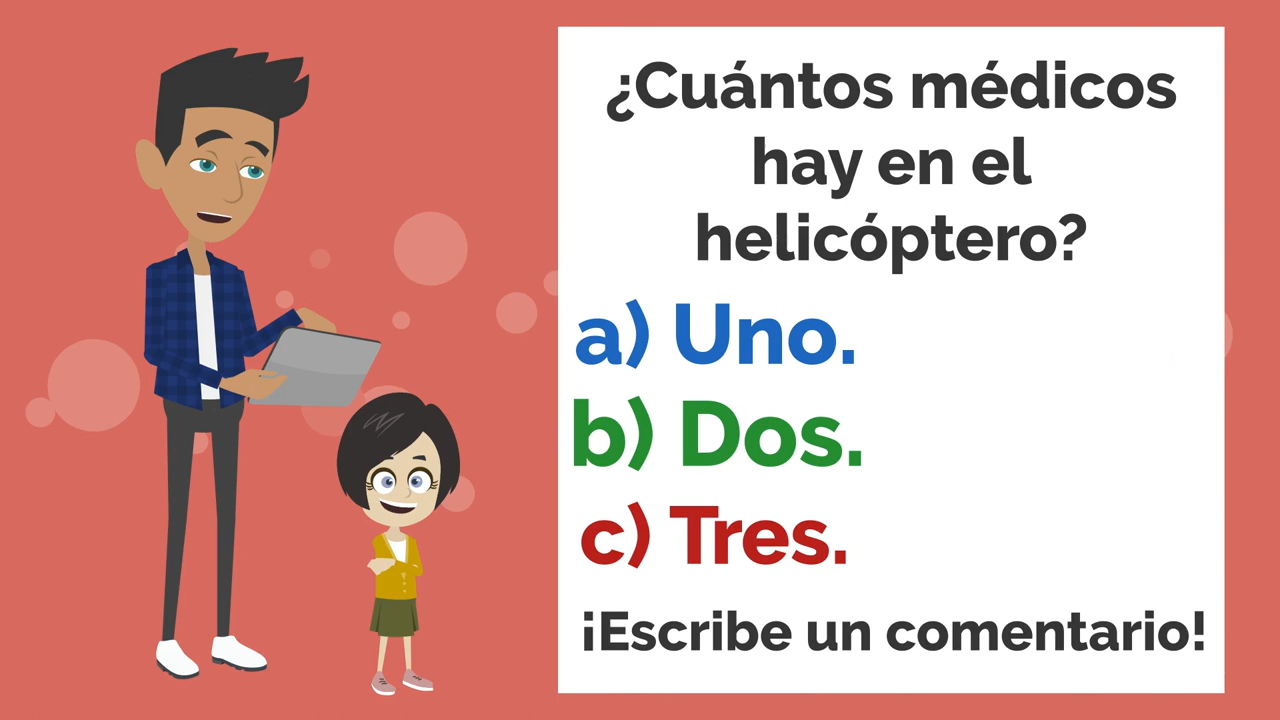 ¿Cuántos médicos
hay en el
helicóptero?
a) Uno.
b) Dos.
c) Tres.
¡Escribe un comentario!